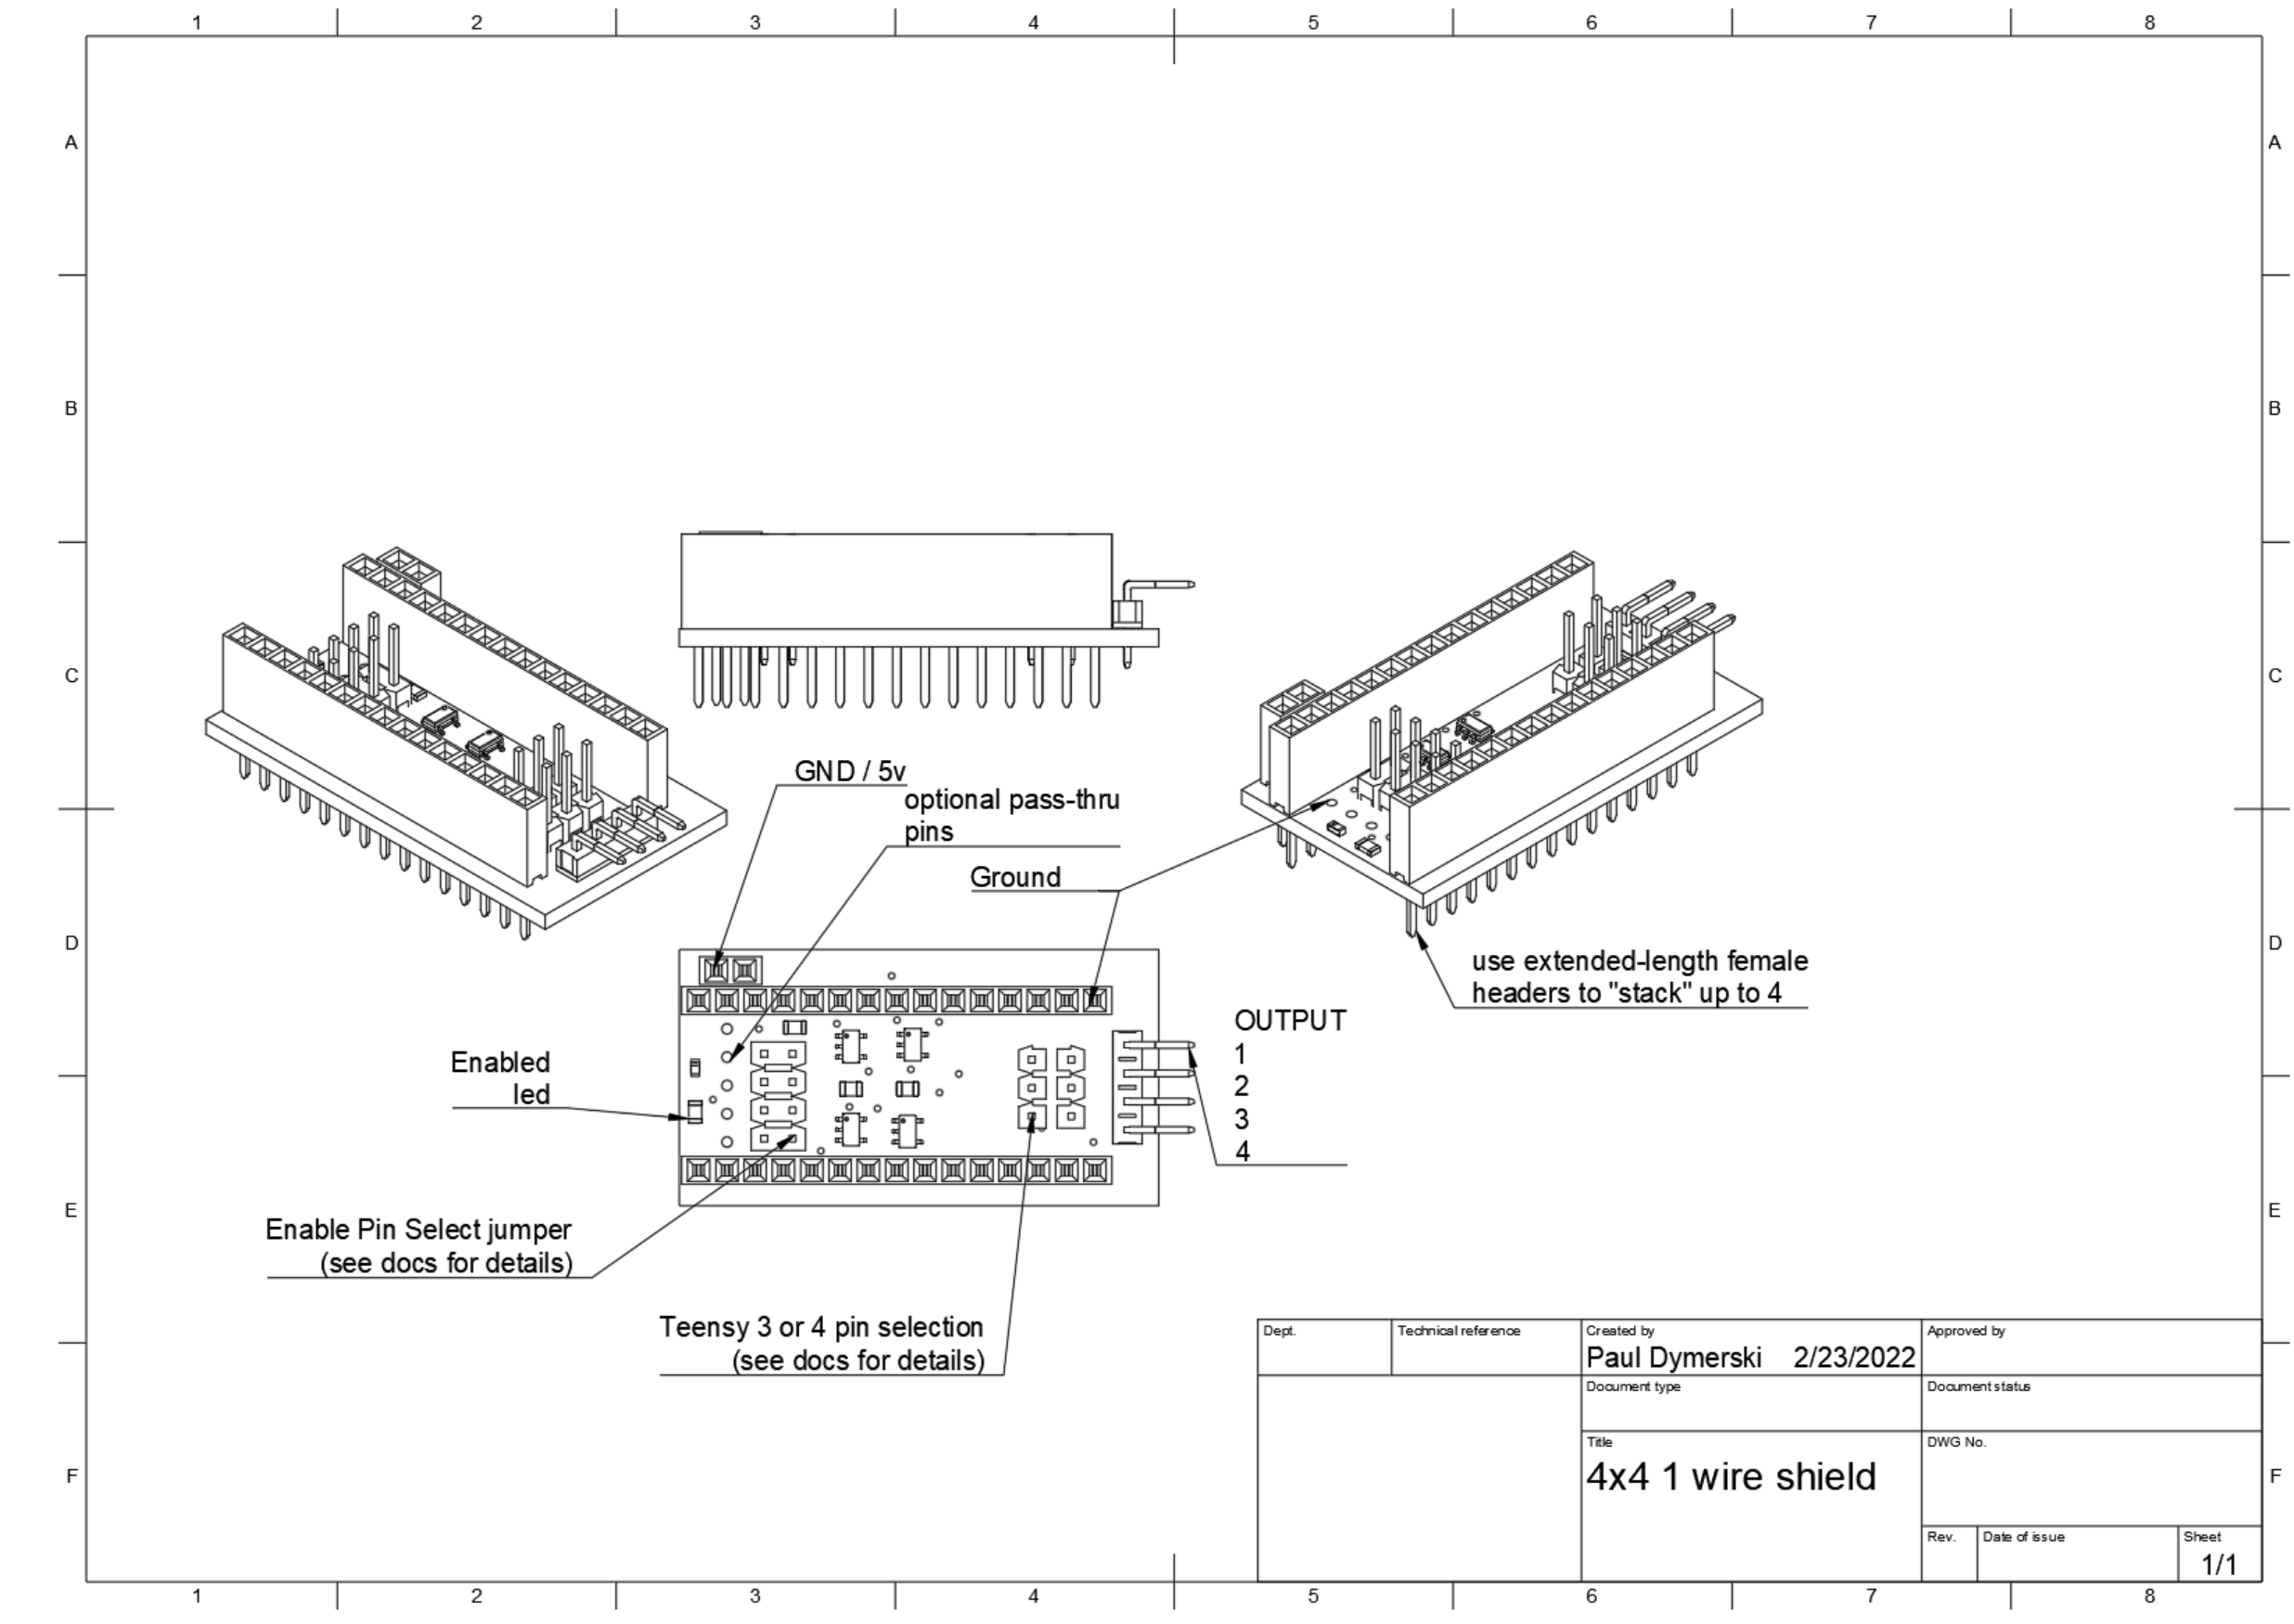 1 2 3 4 5 6 7 8
A A
B B
C C
D D
E E
F F
GND / 5v
optional pass-thru
pins
Ground
use extended-length female
headers to "stack" up to 4
OUTPUT
1
2
3
4
Enabled
led
Enable Pin Select jumper
(see docs for details)
Teensy 3 or 4 pin selection
(see docs for details)
Dept. Technical reference Created by Approved by
Paul Dymerski 2/23/2022
Document type Document status
Title DWG No.
4x4 1 wire shield
Rev. Date of issue Sheet
1/1
1 2 3 4 5 6 7 8